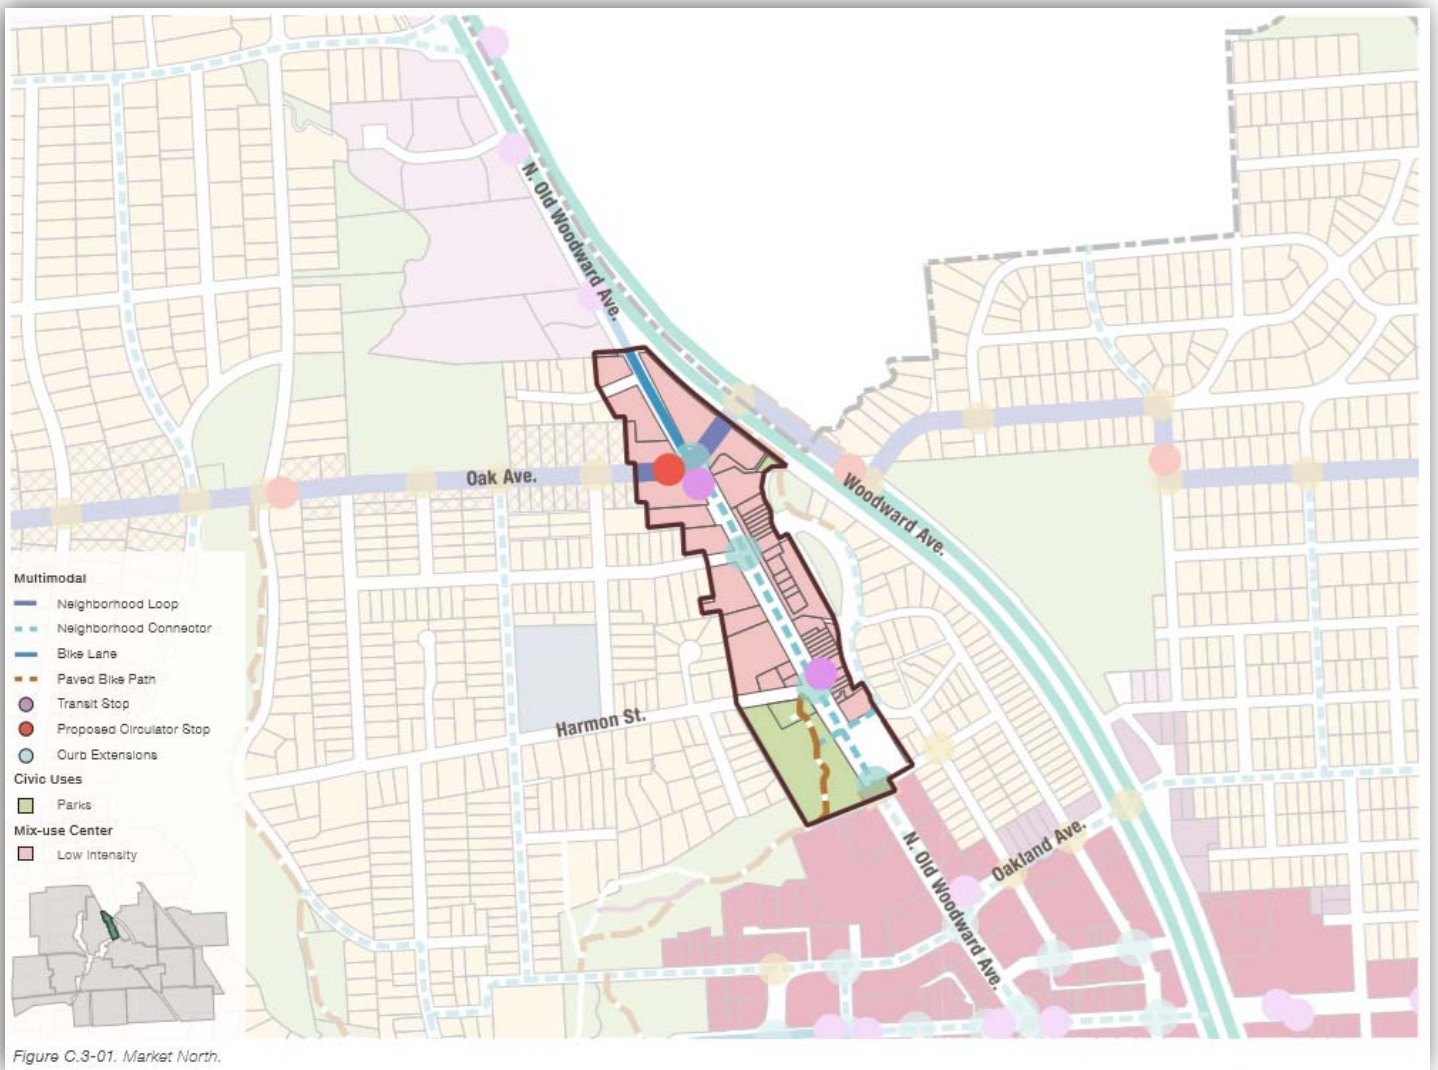 N. Old Woodward Ave.
Oak Ave.
Woodward Ave.
Harmon St.
Oakland Ave.
N. Old Woodward Ave.
Multimodal
Neighborhood Loop
Neighborhood Connector
Bike Lane
Paved Bike Path
Transit Stop
Proposed Circulator Stop
Curb Extensions
Civic Uses
Parks
Mix-use Center
Low Intensity
Figure C.3-01. Market North.